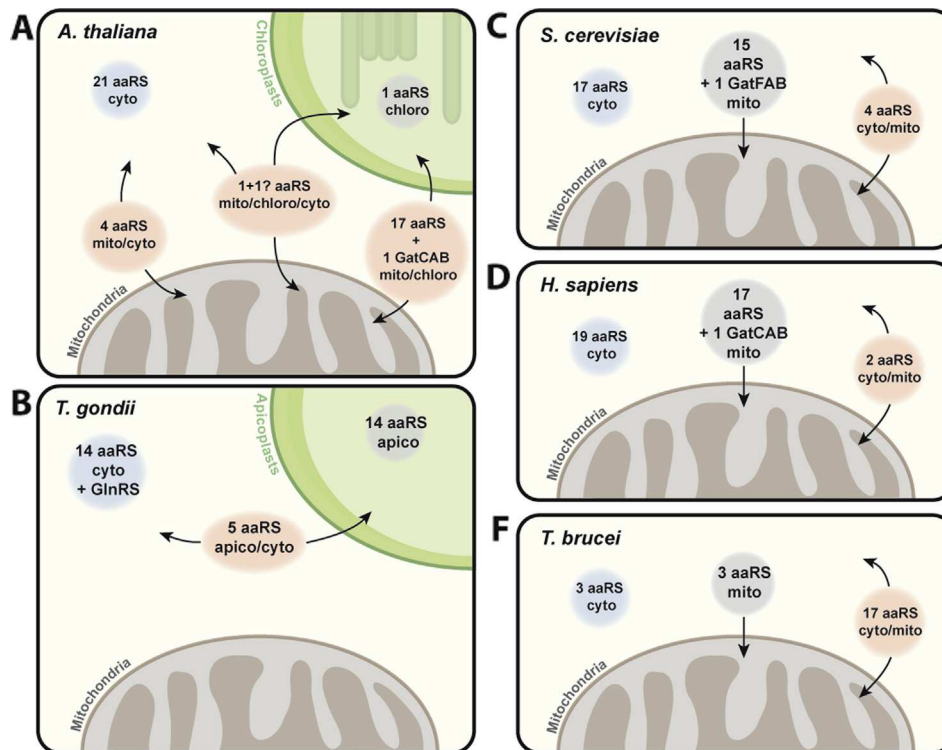 A
A. thaliana
Chloroplasts
21 aaRS
cyto
1 aaRS
chloro
1+1? aaRS
mito/chloro/cyto
4 aaRS
mito/cyto
17 aaRS
+
1 GatCAB
mito/chloro
Mitochondria
B
T. gondii
Apicoplasts
14 aaRS
cyto
+ GlnRS
14 aaRS
apico
5 aaRS
apico/cyto
Mitochondria
C
S. cerevisiae
17 aaRS
cyto
15
aaRS
+ 1 GatFAB
mito
4 aaRS
cyto/mito
Mitochondria
D
H. sapiens
19 aaRS
cyto
17
aaRS
+ 1 GatCAB
mito
2 aaRS
cyto/mito
Mitochondria
F
T. brucei
3 aaRS
cyto
3 aaRS
mito
17 aaRS
cyto/mito
Mitochondria